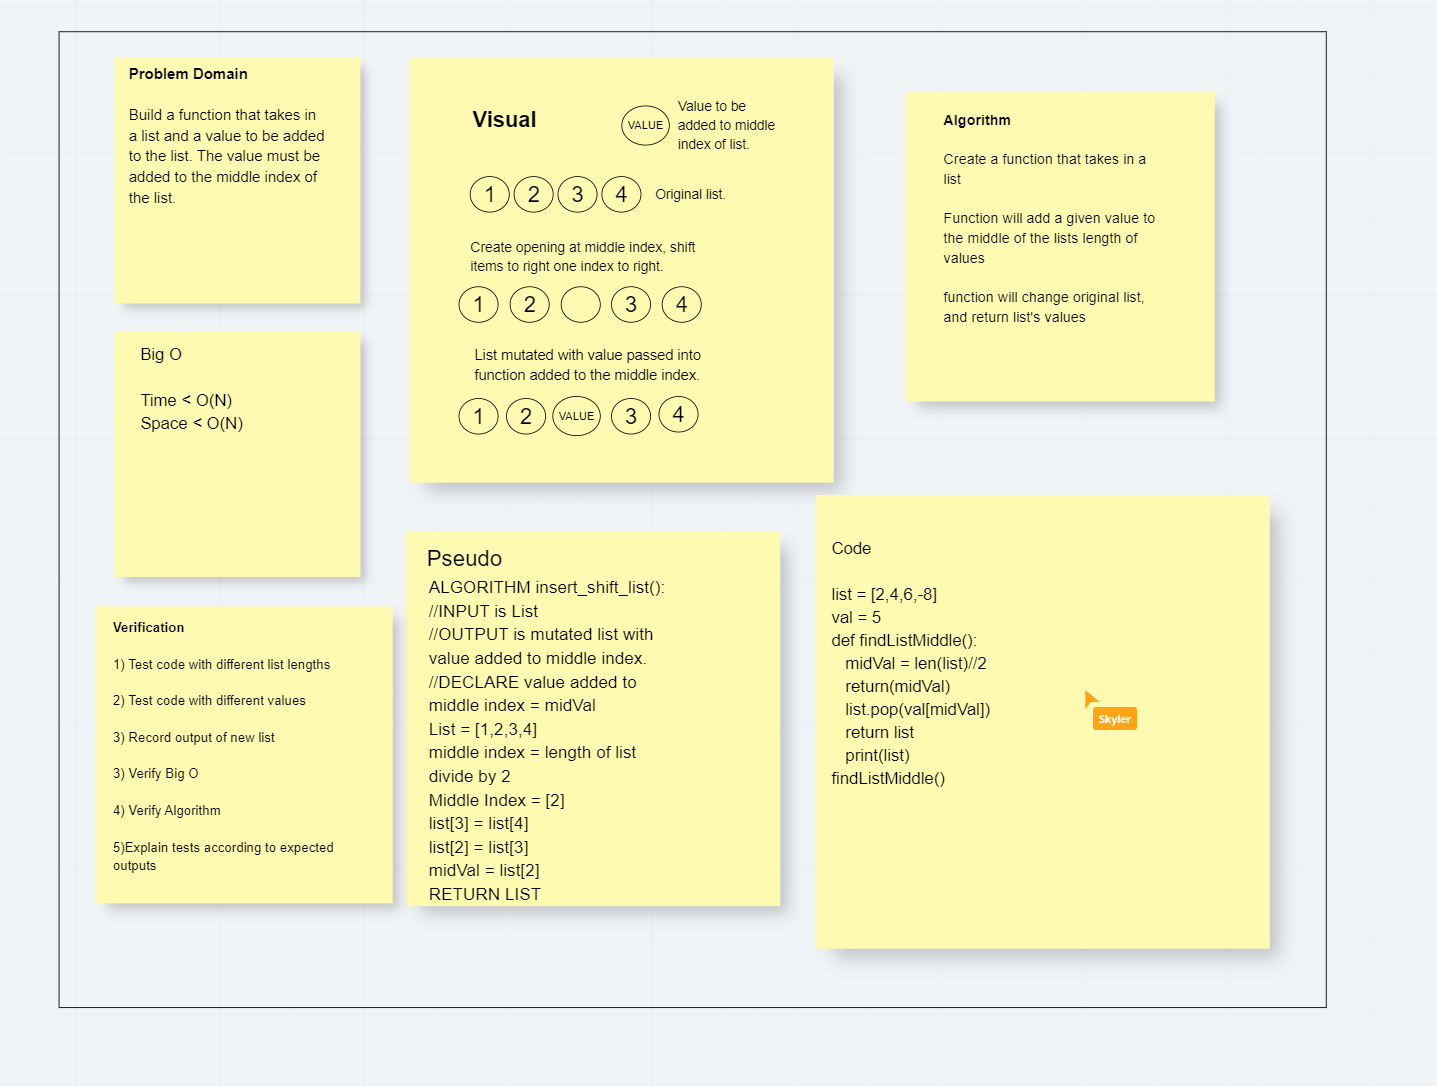 Problem Domain
Build a function that takes in
a list and a value to be added
to the list. The value must be
added to the middle index of
the list.
Big O
Time < O(N)
Space < O(N)
Verification
1) Test code with different list lengths
2) Test code with different values
3) Record output of new list
3) Verify Big O
4) Verify Algorithm
5)Explain tests according to expected
outputs
Visual
VALUE
Value to be
added to middle
index of list.
1 2 3 4 Original list.
Create opening at middle index, shift
items to right one index to right.
1 2 3 4
List mutated with value passed into
function added to the middle index.
1 2 VALUE 3 4
Pseudo
ALGORITHM insert_shift_list():
//INPUT is List
//OUTPUT is mutated list with
value added to middle index.
//DECLARE value added to
middle index = midVal
List = [1,2,3,4]
middle index = length of list
divide by 2
Middle Index = [2]
list[3] = list[4]
list[2] = list[3]
midVal = list[2]
RETURN LIST
Algorithm
Create a function that takes in a
list
Function will add a given value to
the middle of the lists length of
values
function will change original list,
and return list's values
Code
list = [2,4,6,-8]
val = 5
def findListMiddle():
midVal = len(list)//2
return(midVal)
list.pop(val[midVal])
return list
print(list)
findListMiddle()
Skyler